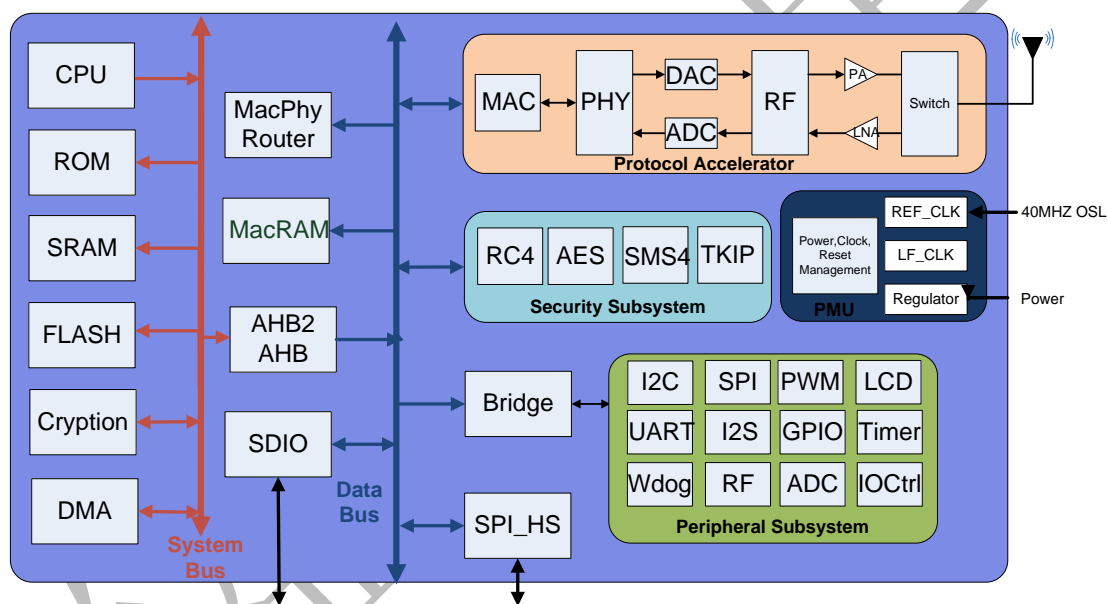 CPU
ROM
SRAM
FLASH
Cryption
DMA
System
Bus
MacPhy
Router
MacRAM
AHB2
AHB
SDIO
Data
Bus
MAC
PHY
DAC
ADC
RF
PA
LNA
Switch
Protocol Accelerator
RC4
AES
SMS4
TKIP
Security Subsystem
Power,Clock,
Reset
Management
REF_CLK
LF_CLK
Regulator
PMU
40MHZ OSL
Power
Bridge
SPI_HS
I2C
SPI
PWM
LCD
UART
I2S
GPIO
Timer
Wdog
RF
ADC
IOCtrl
Peripheral Subsystem